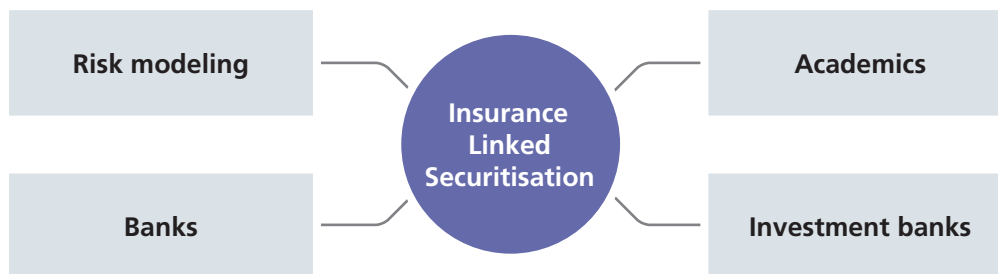 Risk modeling
Academics
Insurance
Linked
Securitisation
Banks
Investment banks